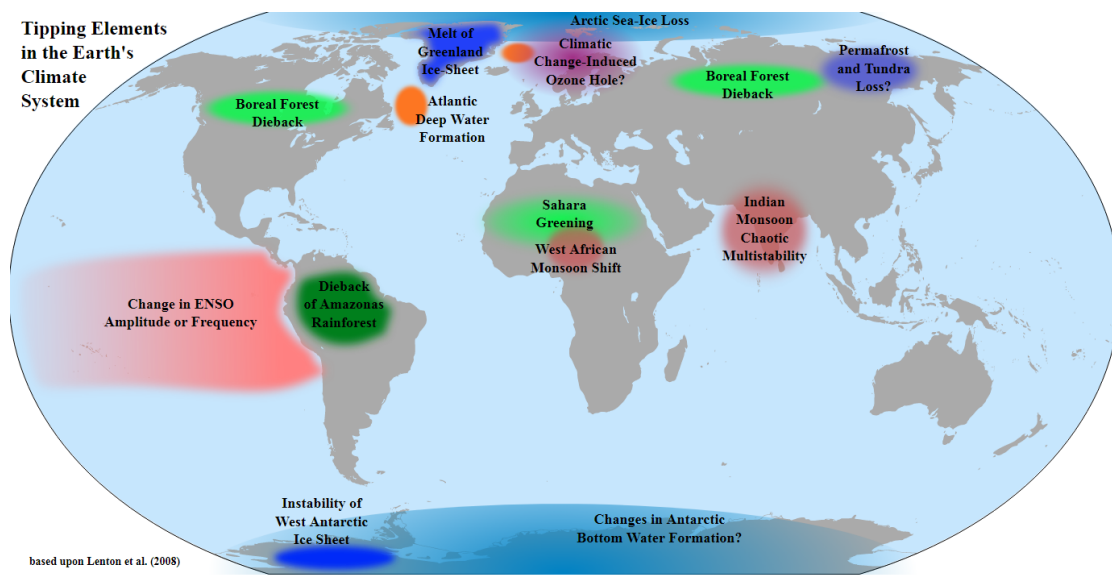 Tipping Elements
in the Earth's
Climate
System
Arctic Sea-Ice Loss
Melt of
Greenland
Ice-Sheet
Climatic
Change-Induced
Ozone Hole?
Permafrost
and Tundra
Loss?
Boreal Forest
Dieback
Boreal Forest
Dieback
Atlantic
Deep Water
Formation
Sahara
Greening
West African
Monsoon Shift
Indian
Monsoon
Chaotic
Multistability
Change in ENSO
Amplitude or Frequency
Dieback
of Amazonas
Rainforest
Instability of
West Antarctic
Ice Sheet
Changes in Antarctic
Bottom Water Formation?
based upon Lenton et al. (2008)